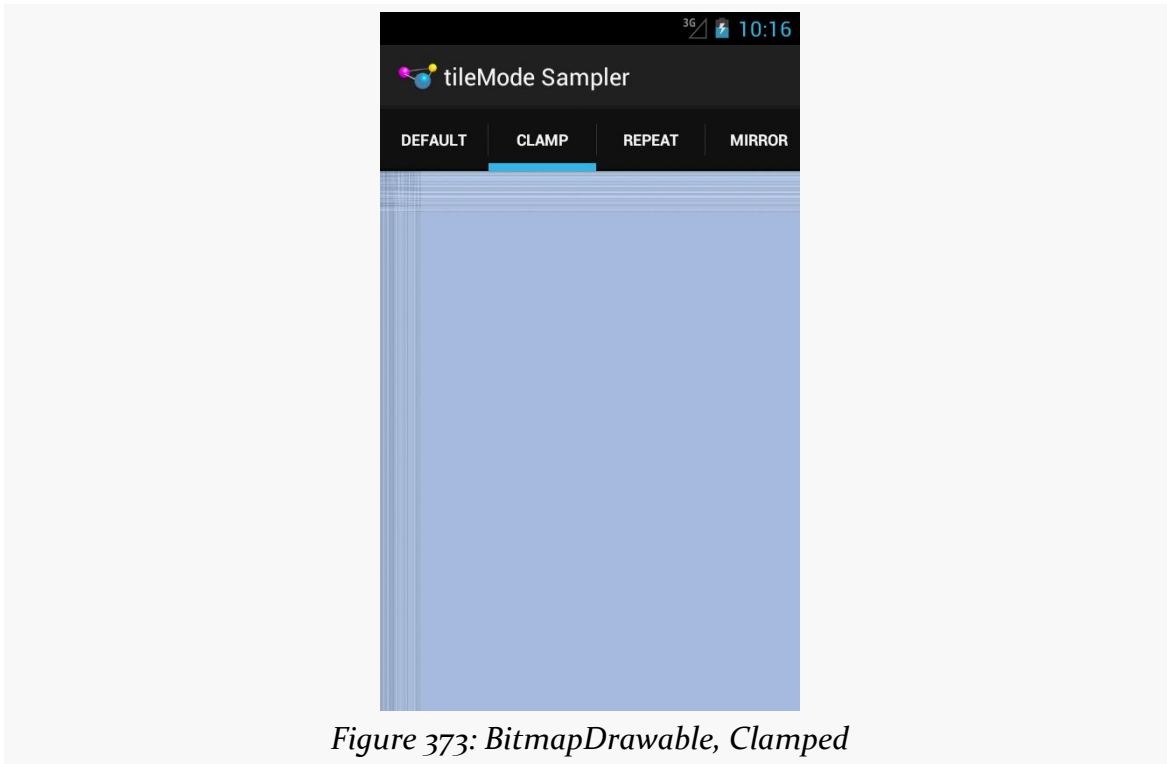 3G 10:16
tileMode Sampler
DEFAULT CLAMP REPEAT MIRROR
Figure 373: BitmapDrawable, Clamped